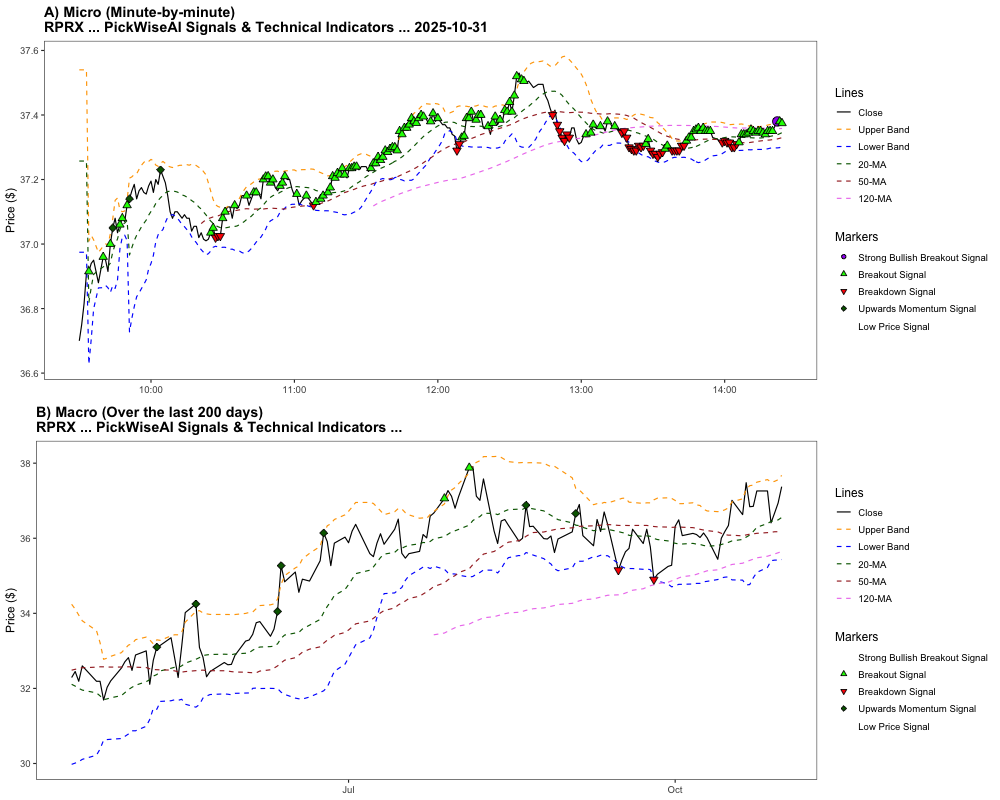 A) Micro (Minute-by-minute)
RPRX ... PickWiseAI Signals & Technical Indicators ... 2025-10-31
37.6
37.4
37.2
37.0
36.8
36.6
Price ($)
10:00
11:00
12:00
13:00
14:00
Lines
Close
Upper Band
Lower Band
20-MA
50-MA
120-MA
Markers
Strong Bullish Breakout Signal
Breakout Signal
Breakdown Signal
Upwards Momentum Signal
Low Price Signal
B) Macro (Over the last 200 days)
RPRX ... PickWiseAI Signals & Technical Indicators ...
38
36
34
32
30
Price ($)
Jul
Oct
Lines
Close
Upper Band
Lower Band
20-MA
50-MA
120-MA
Markers
Strong Bullish Breakout Signal
Breakout Signal
Breakdown Signal
Upwards Momentum Signal
Low Price Signal